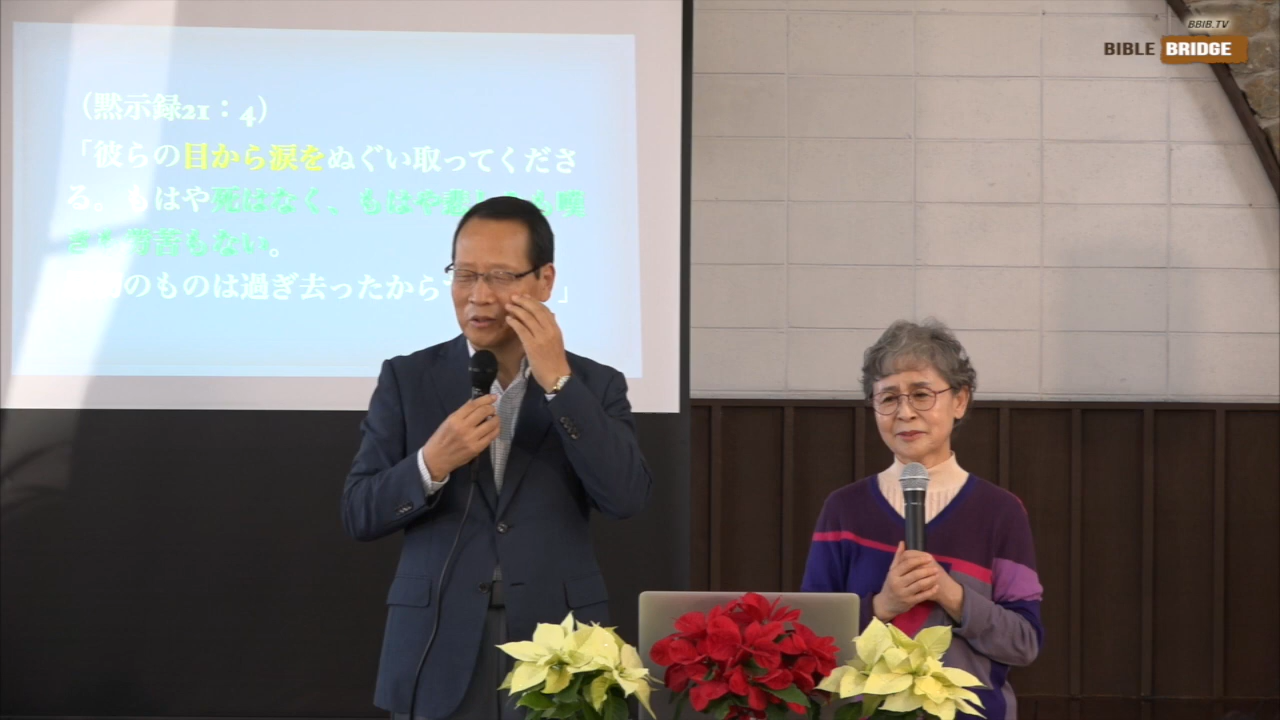 BBIB.TV
BIBLE BRIDGE
（黙示録21：4）
「彼らの目から涙をぬぐい取ってくださ
る。もはや死はなく、もはや も嘆
労苦もない。
のものは過ぎ去ったから 」